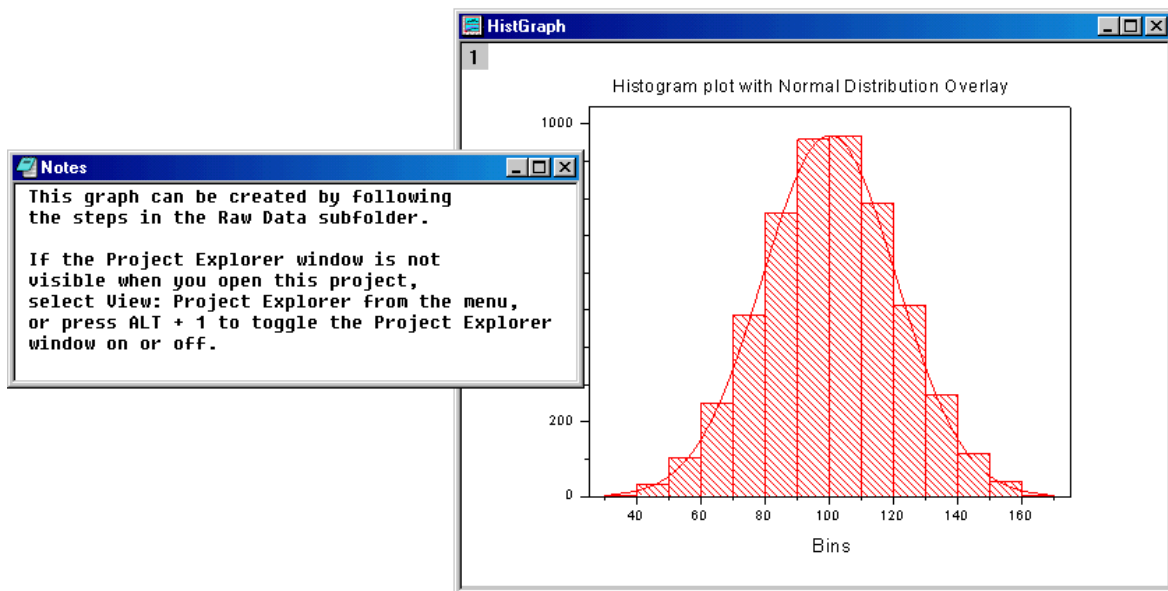 HistGraph
1
Histogram plot with Normal Distribution Overlay
1000
200
0
40 60 80 100 120 140 160
Bins
Notes
This graph can be created by following
the steps in the Raw Data subfolder.
If the Project Explorer window is not
visible when you open this project,
select View: Project Explorer from the menu,
or press ALT + 1 to toggle the Project Explorer
window on or off.